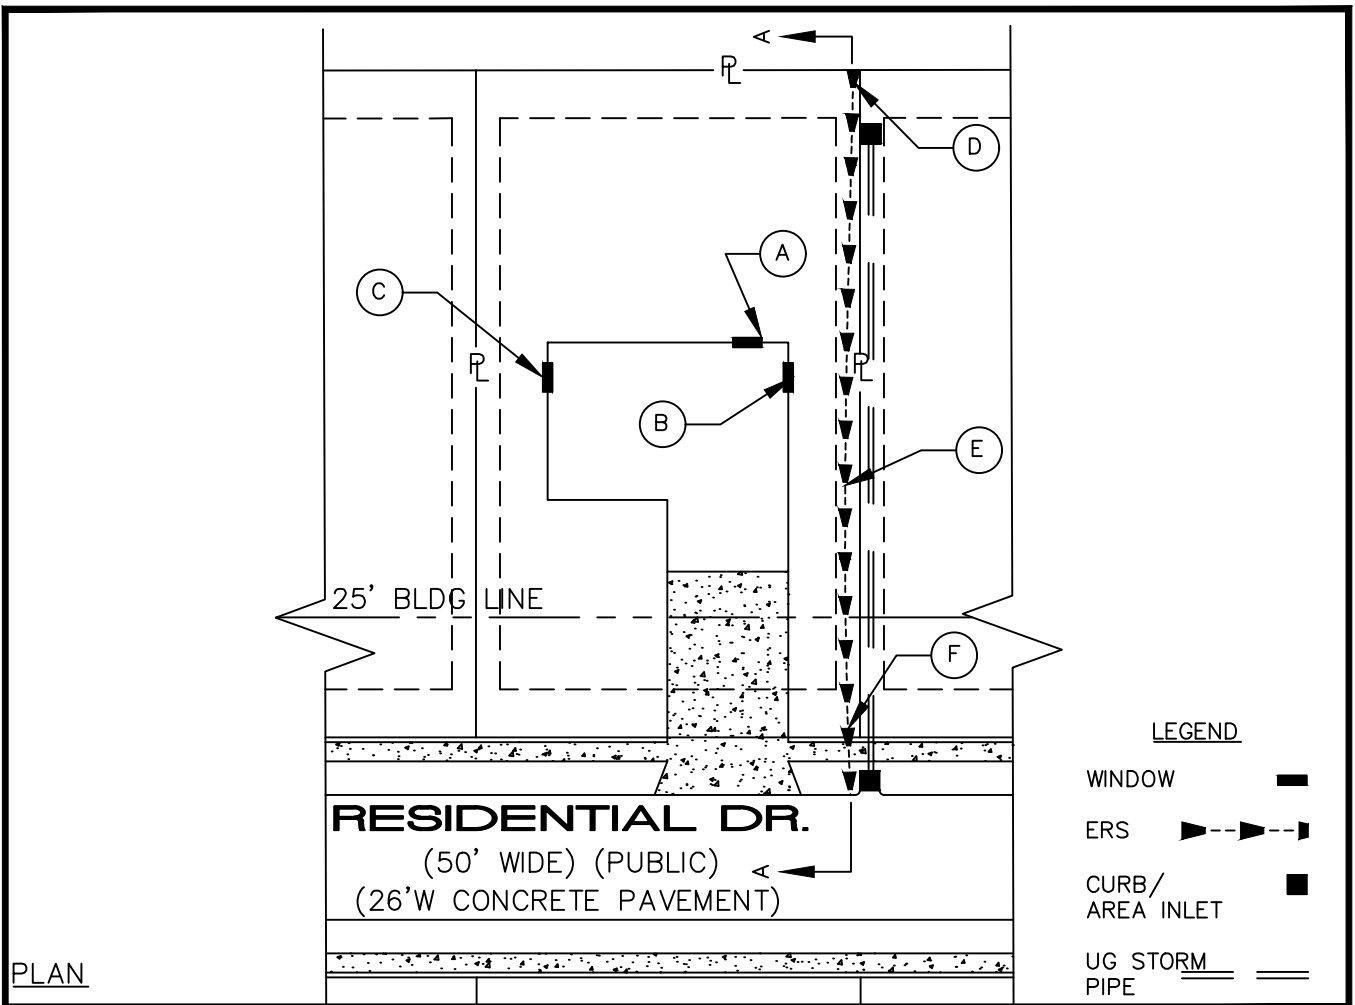 A
PL
D
A
C
PL
PL
B
E
25' BLDG LINE
F
LEGEND
WINDOW
RESIDENTIAL DR.
ERS
(50' WIDE) (PUBLIC)
A
(26'W CONCRETE PAVEMENT)
CURB/
AREA INLET
PLAN
UG STORM
PIPE